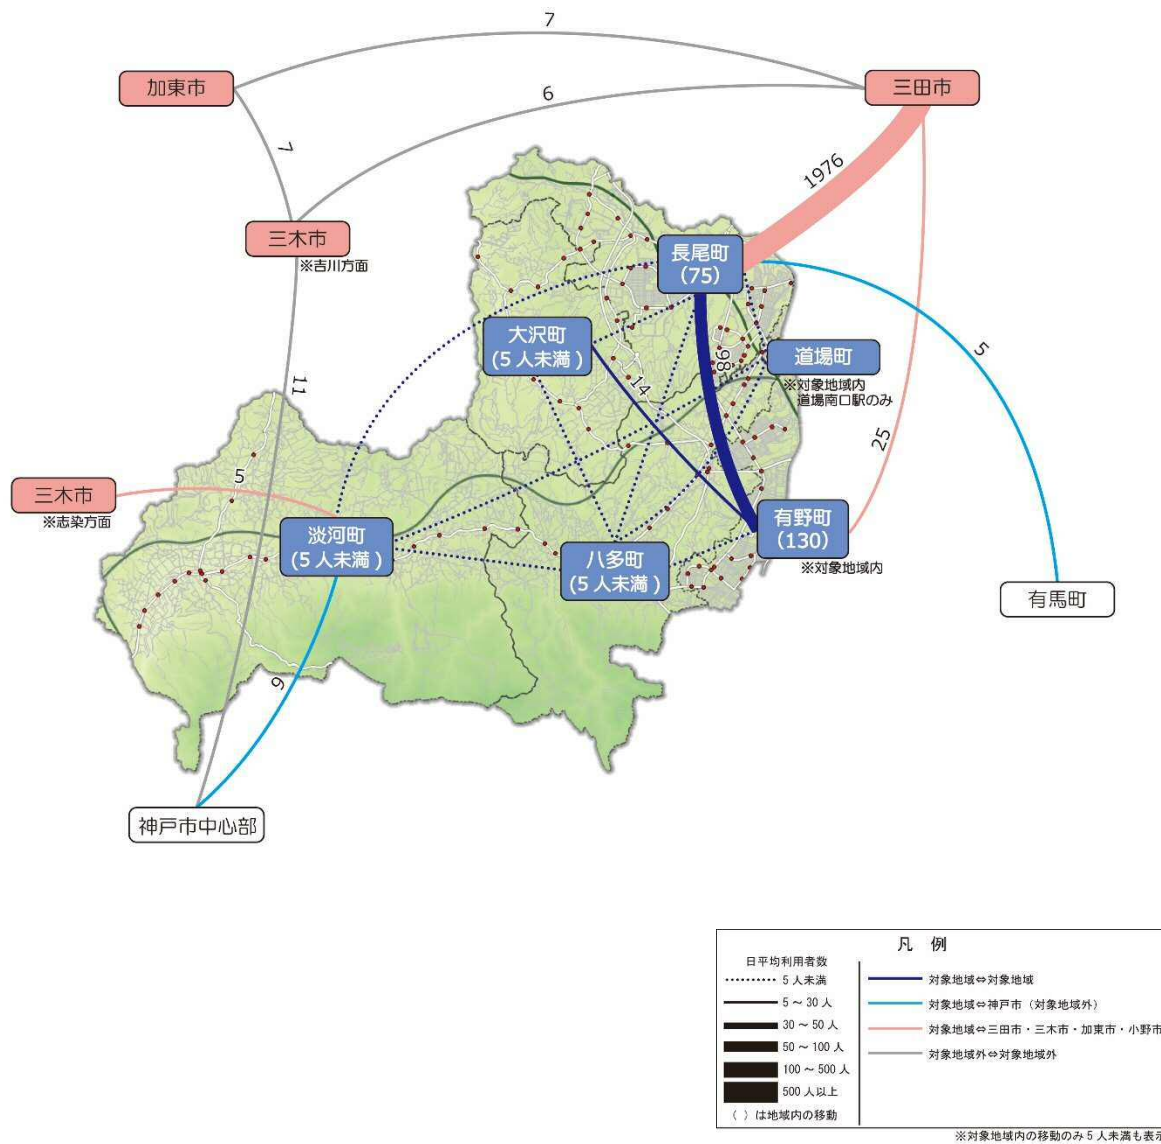 7
加東市
三田市
6
7
1976
三木市
※吉川方面
長尾町
(75)
大沢町
(5人未満)
道場町
※対象地域内
道場南口駅のみ
5
98
14
11
25
5
三木市
※志染方面
淡河町
(5人未満)
八多町
(5人未満)
有野町
(130)
※対象地域内
有馬町
9
神戸市中心部
凡 例
日平均利用者数
5人未満
5~30人
30~50人
50~100人
100~500人
500人以上
( )は地域内の移動
対象地域⇔対象地域
対象地域⇔神戸市(対象地域外)
対象地域⇔三田市・三木市・加東市・小野市
対象地域外⇔対象地域外
※対象地域内の移動のみ5人未満も表示